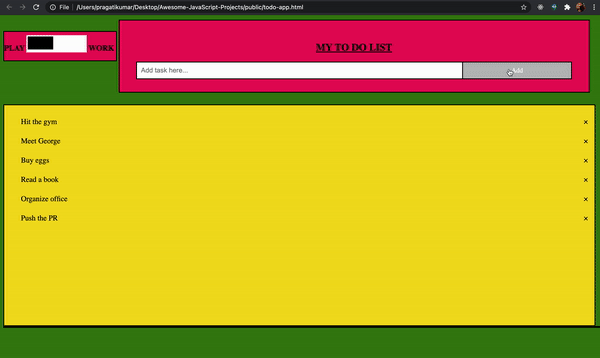 File | /Users/pragatikumar/Desktop/Awesome-JavaScript-Projects/public/todo-app.html
PLAY WORK
MY TO DO LIST
Add task here...
Add
Hit the gym ×
Meet George ×
Buy eggs ×
Read a book ×
Organize office ×
Push the PR ×